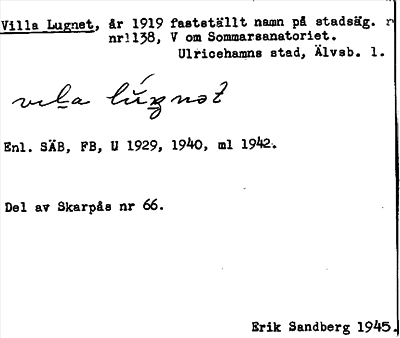 Villa Lugnet, år 1919 fastställt namn på stadsäg.
nr 1138, V om Sommarsanatoriet.
Ulricehamns stad, Älvsb. l.
vila lúgnət
Enl. SÄB, FB, U 1929, 1940, ml 1942.
Del av Skarpås nr 66.
Erik Sandberg 1945.